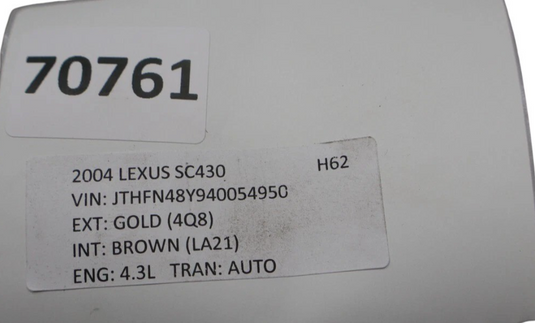 70761
2004 LEXUS SC430 H62
VIN: JTHFN48Y940054950
EXT: GOLD (4Q8)
INT: BROWN (LA21)
ENG: 4.3L TRAN: AUTO